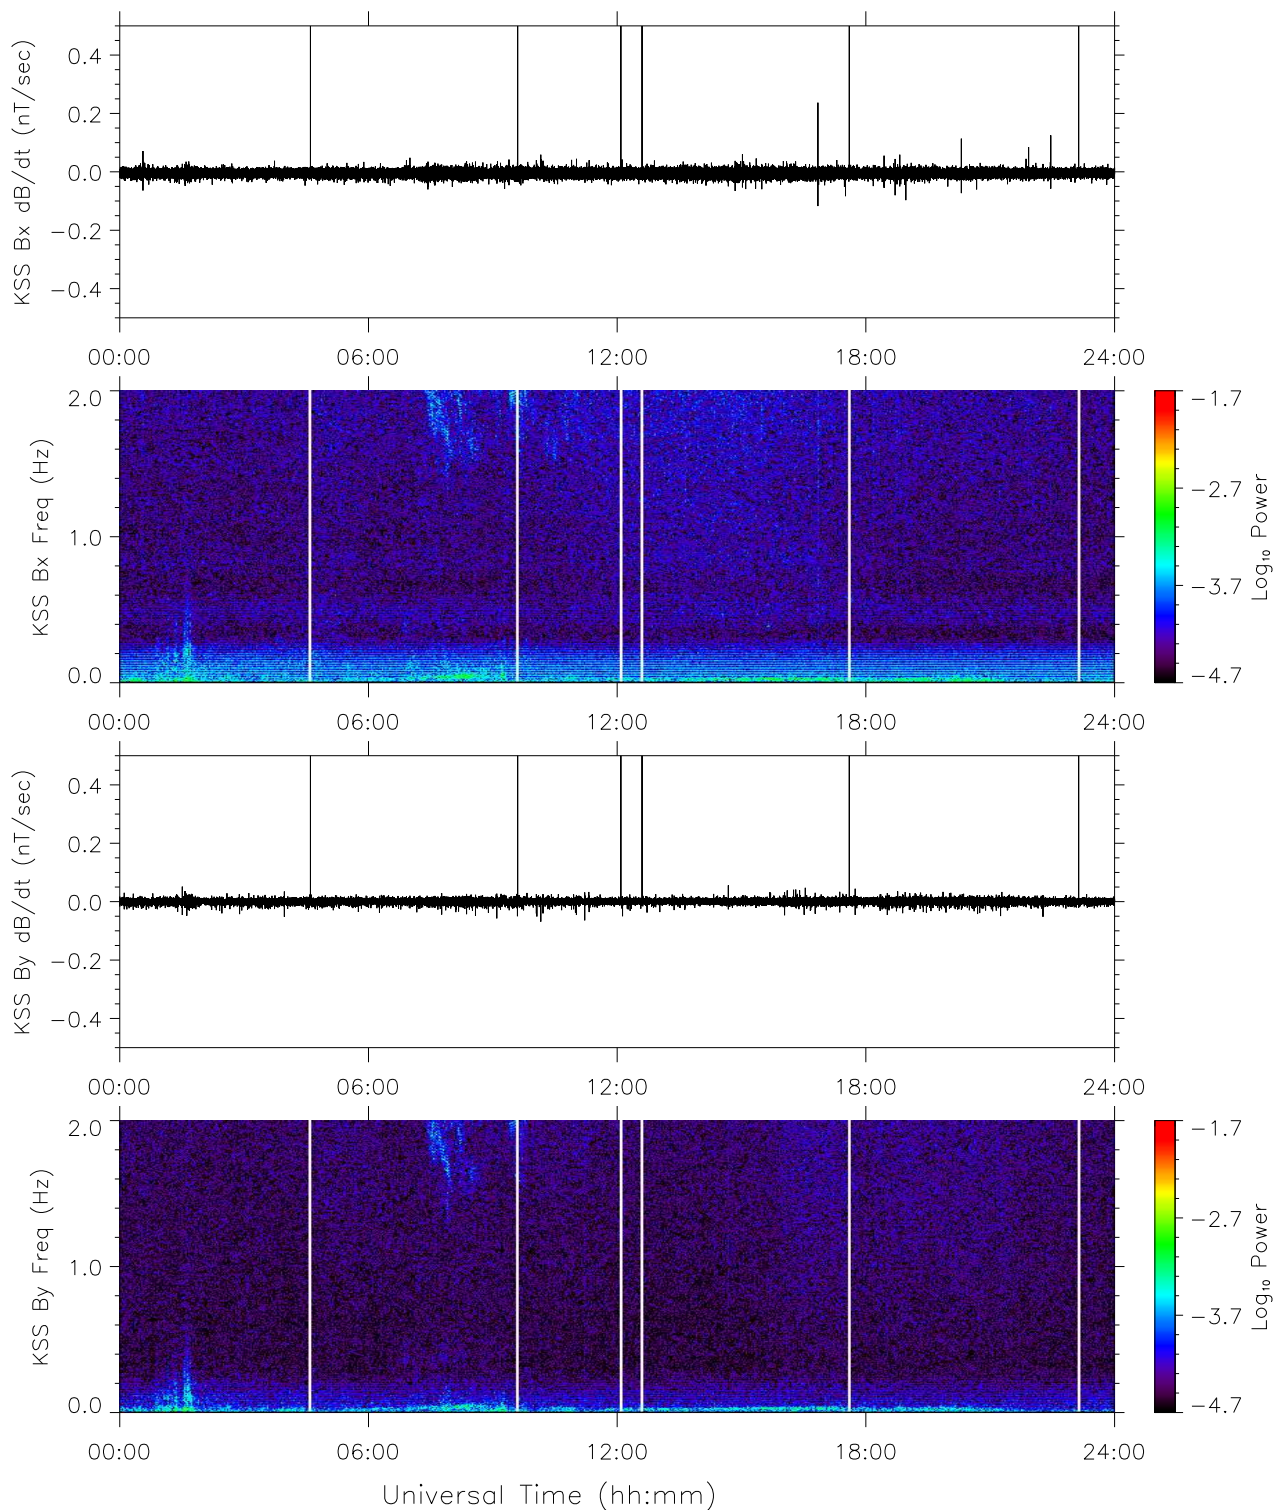 KSS Bx dB/dt (nT/sec)
0.4
0.2
0.0
−0.2
−0.4
00:00 06:00 12:00 18:00 24:00
KSS Bx Freq (Hz)
2.0
1.0
0.0
00:00 06:00 12:00 18:00 24:00
−1.7
−2.7
−3.7
−4.7
Log₁₀ Power
KSS By dB/dt (nT/sec)
0.4
0.2
0.0
−0.2
−0.4
00:00 06:00 12:00 18:00 24:00
KSS By Freq (Hz)
2.0
1.0
0.0
00:00 06:00 12:00 18:00 24:00
−1.7
−2.7
−3.7
−4.7
Log₁₀ Power
Universal Time (hh:mm)